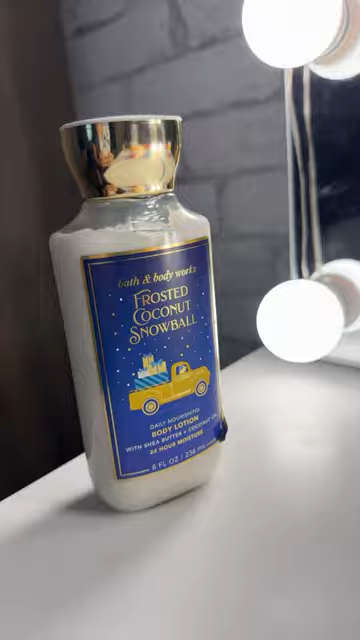 bath & body works
FROSTED
COCONUT
SNOWBALL
DAILY NOURISHING
BODY LOTION
WITH SHEA BUTTER + COCONUT OIL
24 HOUR MOISTURE
8 FL OZ / 236 mL